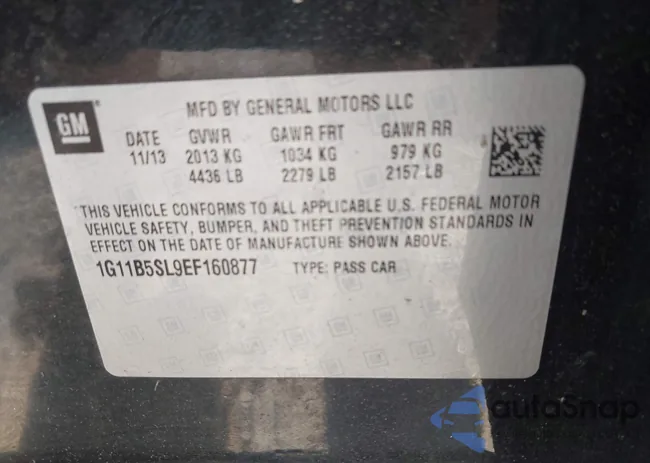 GM
MFD BY GENERAL MOTORS LLC
DATE GVWR GAWR FRT GAWR RR
11/13 2013 KG 1034 KG 979 KG
4436 LB 2279 LB 2157 LB
THIS VEHICLE CONFORMS TO ALL APPLICABLE U.S. FEDERAL MOTOR
VEHICLE SAFETY, BUMPER, AND THEFT PREVENTION STANDARDS IN
EFFECT ON THE DATE OF MANUFACTURE SHOWN ABOVE.
1G11B5SL9EF160877 TYPE: PASS CAR
autoSnap